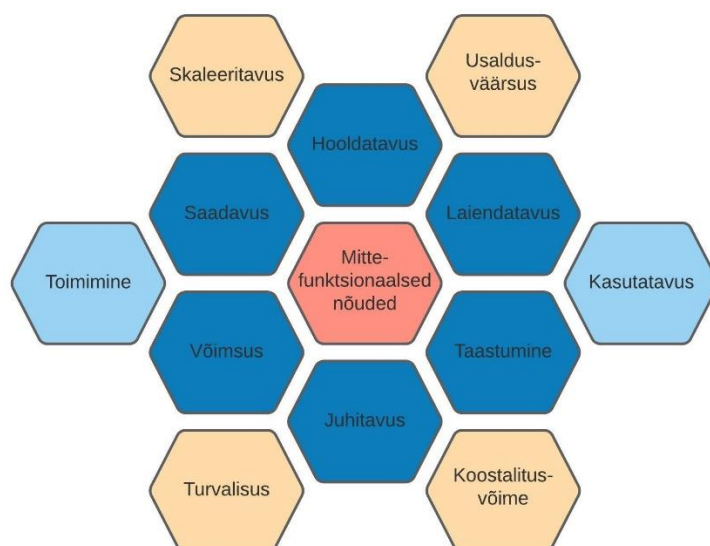 Skaleeritavus
Usaldus-
väärsus
Hooldatavus
Saadavus
Laiendatavus
Toimimine
Mitte-
funktsionaalsed
nõuded
Kasutatavus
Võimsus
Taastumine
Juhitavus
Turvalisus
Koostalitus-
võime